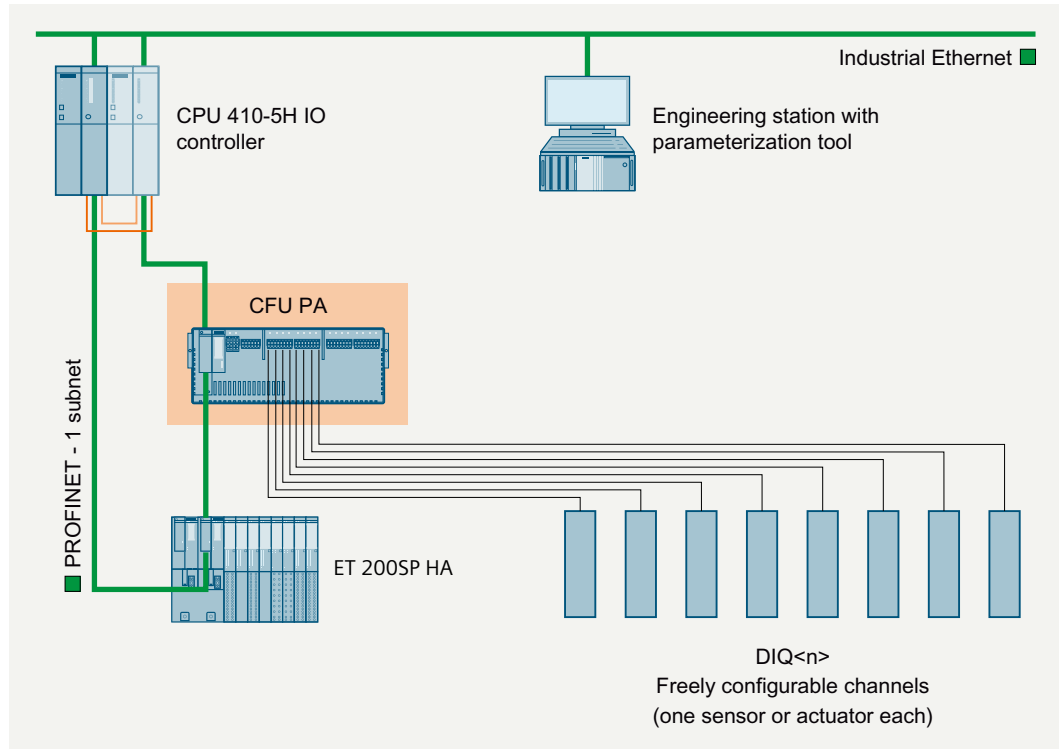 Industrial Ethernet
CPU 410-5H IO
controller
Engineering station with
parameterization tool
CFU PA
PROFINET - 1 subnet
ET 200SP HA
DIQ<n>
Freely configurable channels
(one sensor or actuator each)